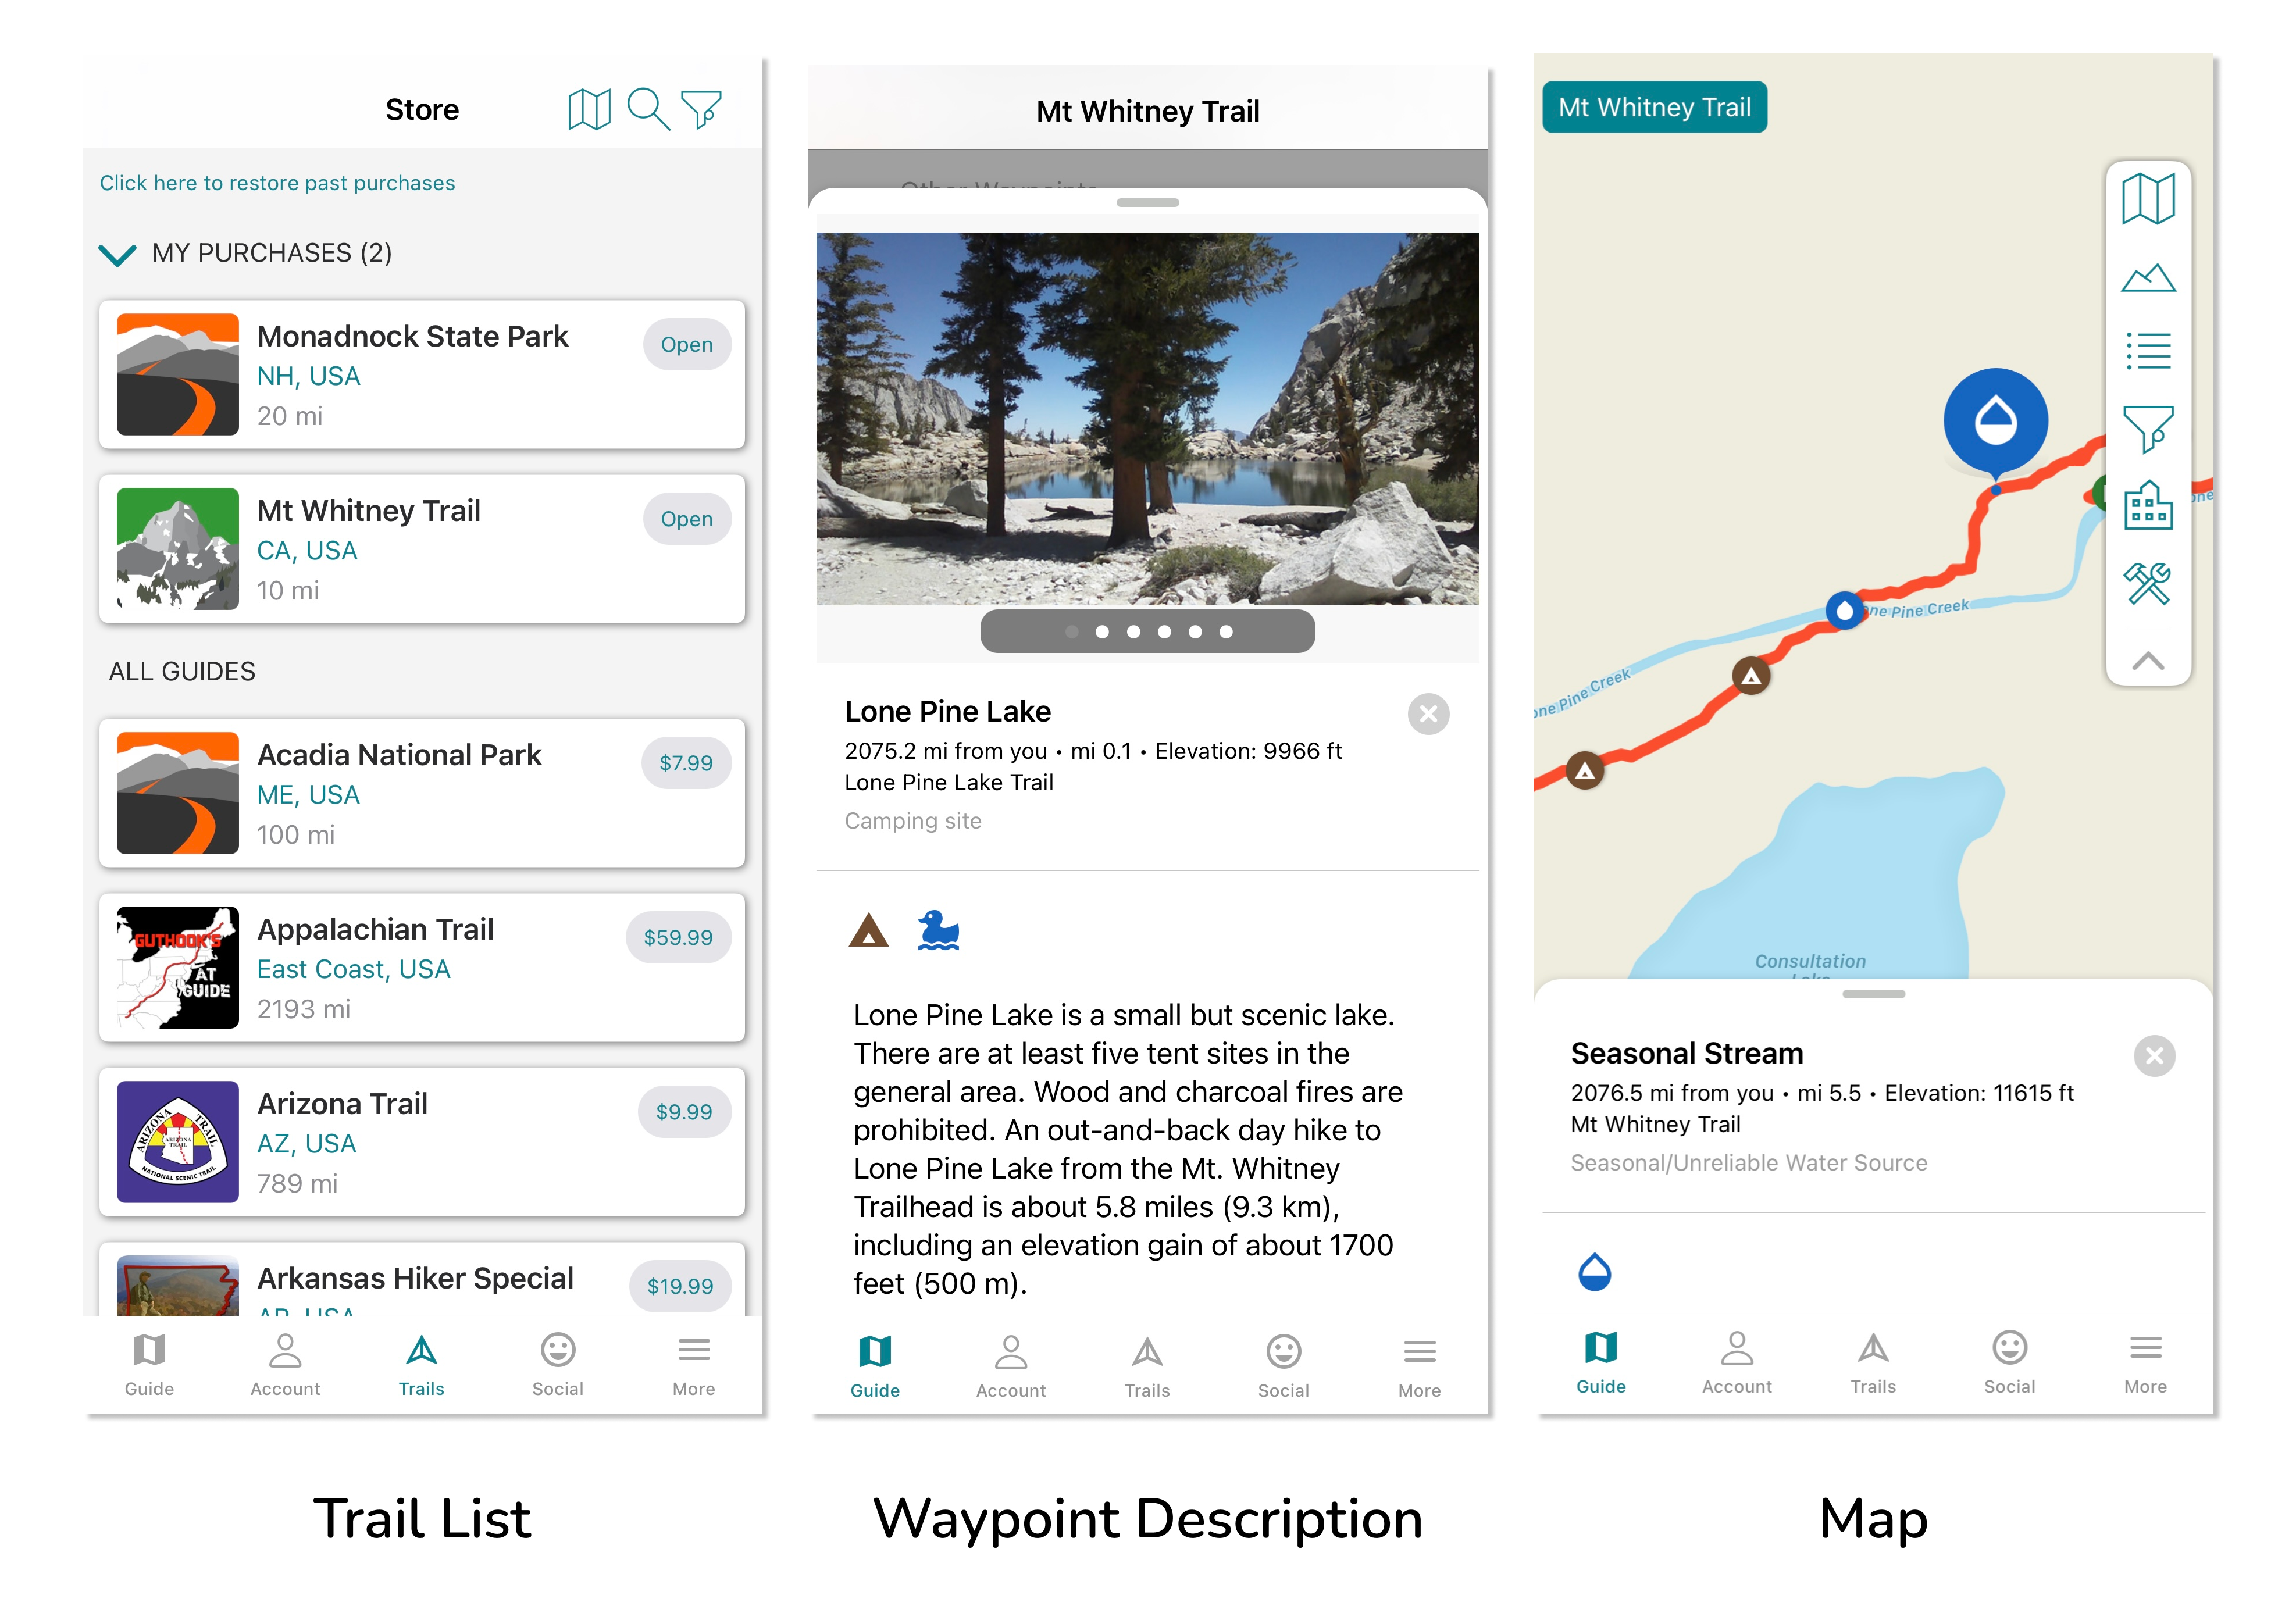 Store
Click here to restore past purchases
MY PURCHASES (2)
Monadnock State Park
Open
NH, USA
20 mi
Mt Whitney Trail
Open
CA, USA
10 mi
ALL GUIDES
Acadia National Park
$7.99
ME, USA
100 mi
GUTHOOK'S
AT
GUIDE
Appalachian Trail
$59.99
East Coast, USA
2193 mi
ARIZONA TRAIL
ARIZONA
TRAIL
NATIONAL SCENIC TRAIL
Arizona Trail
$9.99
AZ, USA
789 mi
Arkansas Hiker Special
$19.99
AR, USA
Guide
Account
Trails
Social
More
Trail List
Mt Whitney Trail
Other Waypoints
Lone Pine Lake
2075.2 mi from you • mi 0.1 • Elevation: 9966 ft
Lone Pine Lake Trail
Camping site
Lone Pine Lake is a small but scenic lake.
There are at least five tent sites in the
general area. Wood and charcoal fires are
prohibited. An out-and-back day hike to
Lone Pine Lake from the Mt. Whitney
Trailhead is about 5.8 miles (9.3 km),
including an elevation gain of about 1700
feet (500 m).
Guide
Account
Trails
Social
More
Waypoint Description
Mt Whitney Trail
one
ne Pine Creek
one Pine Creek
Consultation
Lake
Seasonal Stream
2076.5 mi from you • mi 5.5 • Elevation: 11615 ft
Mt Whitney Trail
Seasonal/Unreliable Water Source
Guide
Account
Trails
Social
More
Map